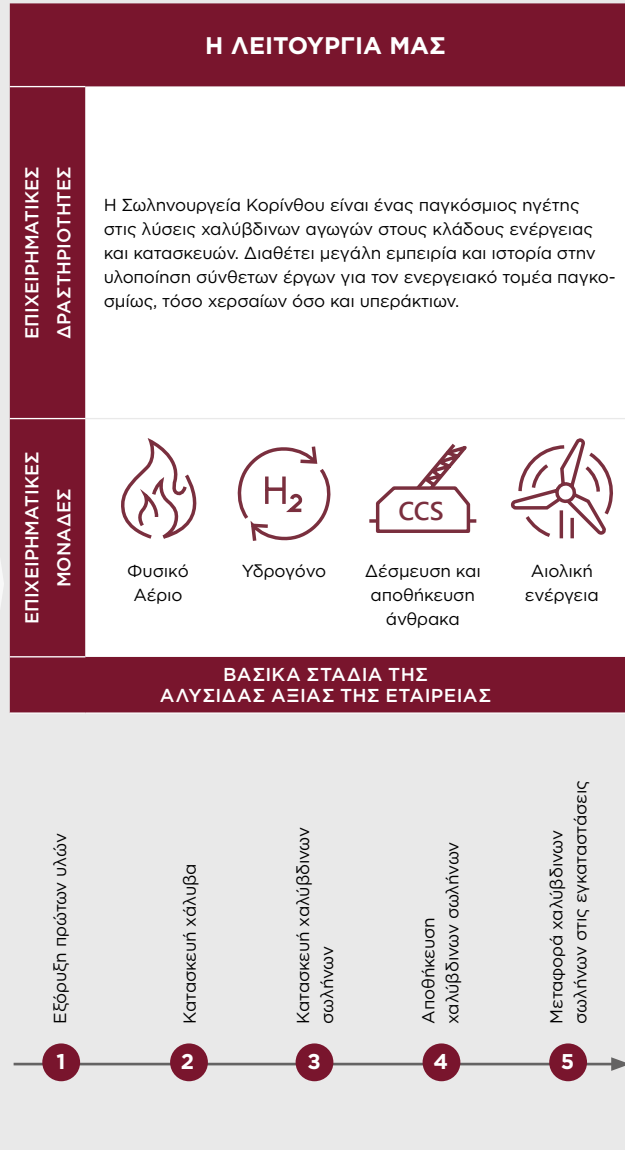 Η ΛΕΙΤΟΥΡΓΙΑ ΜΑΣ
ΕΠΙΧΕΙΡΗΜΑΤΙΚΕΣ
ΔΡΑΣΤΗΡΙΟΤΗΤΕΣ
Η Σωληνουργεία Κορίνθου είναι ένας παγκόσμιος ηγέτης
στις λύσεις χαλύβδινων αγωγών στους κλάδους ενέργειας
και κατασκευών. Διαθέτει μεγάλη εμπειρία και ιστορία στην
υλοποίηση σύνθετων έργων για τον ενεργειακό τομέα παγκο-
σμίως, τόσο χερσαίων όσο και υπεράκτιων.
ΕΠΙΧΕΙΡΗΜΑΤΙΚΕΣ
ΜΟΝΑΔΕΣ
H2
CCS
Φυσικό
Αέριο
Υδρογόνο
Δέσμευση και
αποθήκευση
άνθρακα
Αιολική
ενέργεια
ΒΑΣΙΚΑ ΣΤΑΔΙΑ ΤΗΣ
ΑΛΥΣΙΔΑΣ ΑΞΙΑΣ ΤΗΣ ΕΤΑΙΡΕΙΑΣ
Εξόρυξη πρώτων υλών
Κατασκευή χάλυβα
Κατασκευή χαλύβδινων
σωλήνων
Αποθήκευση
χαλύβδινων σωλήνων
Μεταφορά χαλύβδινων
σωλήνων στις εγκαταστάσεις
1
2
3
4
5